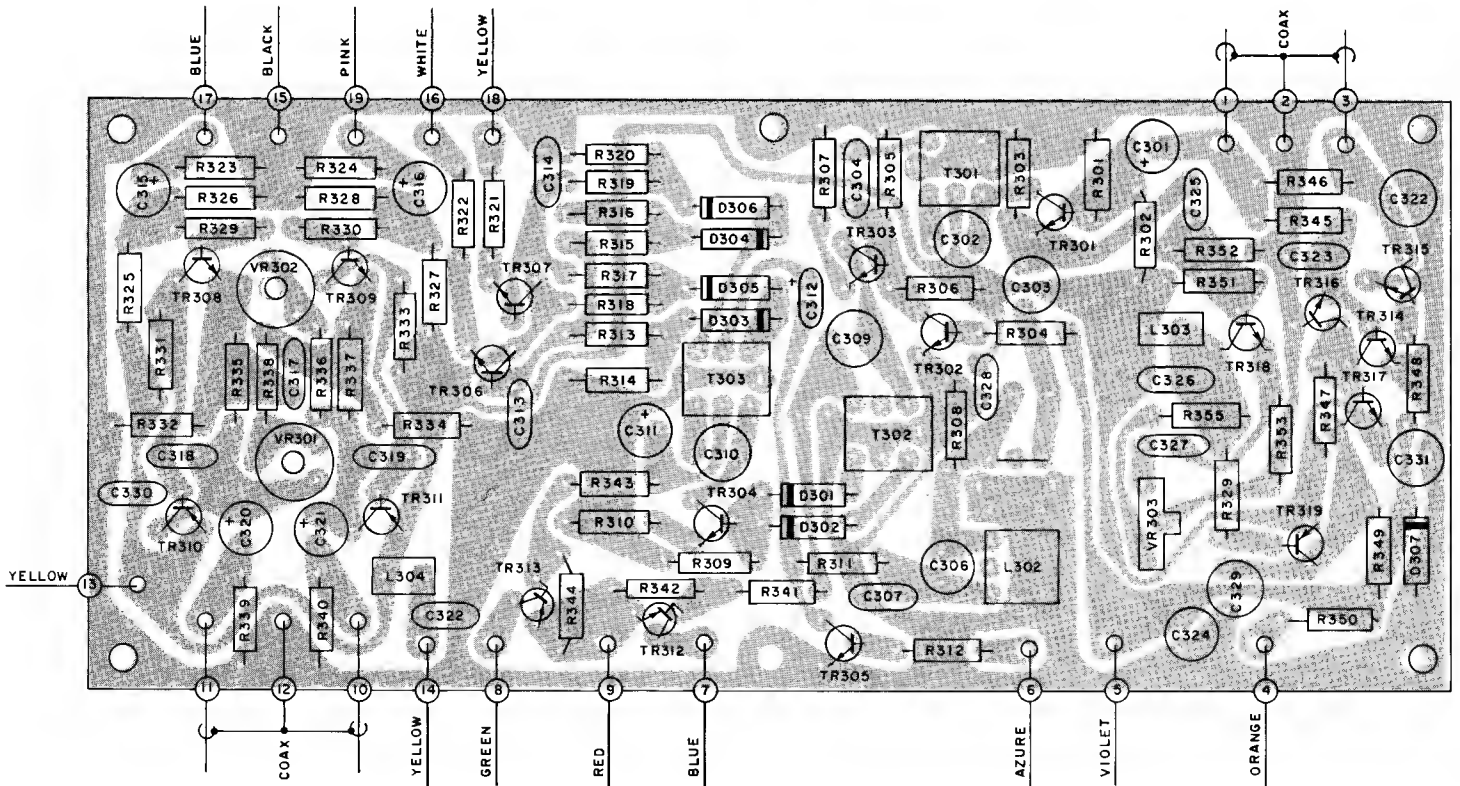 BLUE
BLACK
PINK
WHITE
YELLOW
COAX
17
15
19
16
18
1
2
3
R323
R324
C315 +
+ C316
R326
R328
R329
R330
R322
R321
C314
R320
R319
R316
R315
R317
R318
R313
R314
D306
D304
D305
D303
+ C312
R307
C304
R305
T301
R303
R301
C301 +
C325
R346
R345
C322
TR301
R302
R352
C323
TR315
TR303
C302
R351
TR316
TR308
VR302
TR309
R325
R327
TR307
R333
R306
C303
L303
TR314
R331
C309
TR302
R304
TR318
TR317
R348
R335
R338
C317
R336
R337
TR306
T303
C328
C326
R347
R332
R334
C313
C311 +
T302
R308
R355
R353
VR301
C318
C319
C310
C327
C331
C330
R343
TR304
D301
TR311
R310
D302
VR303
R329
TR319
TR310
+ C320
+ C321
R349
D307
L304
TR313
R309
R311
C306
L302
YELLOW
13
R344
R342
R341
C307
C329
R339
R340
C322
TR312
TR305
R312
C324
R350
11
12
10
14
8
9
7
6
5
4
COAX
YELLOW
GREEN
RED
BLUE
AZURE
VIOLET
ORANGE